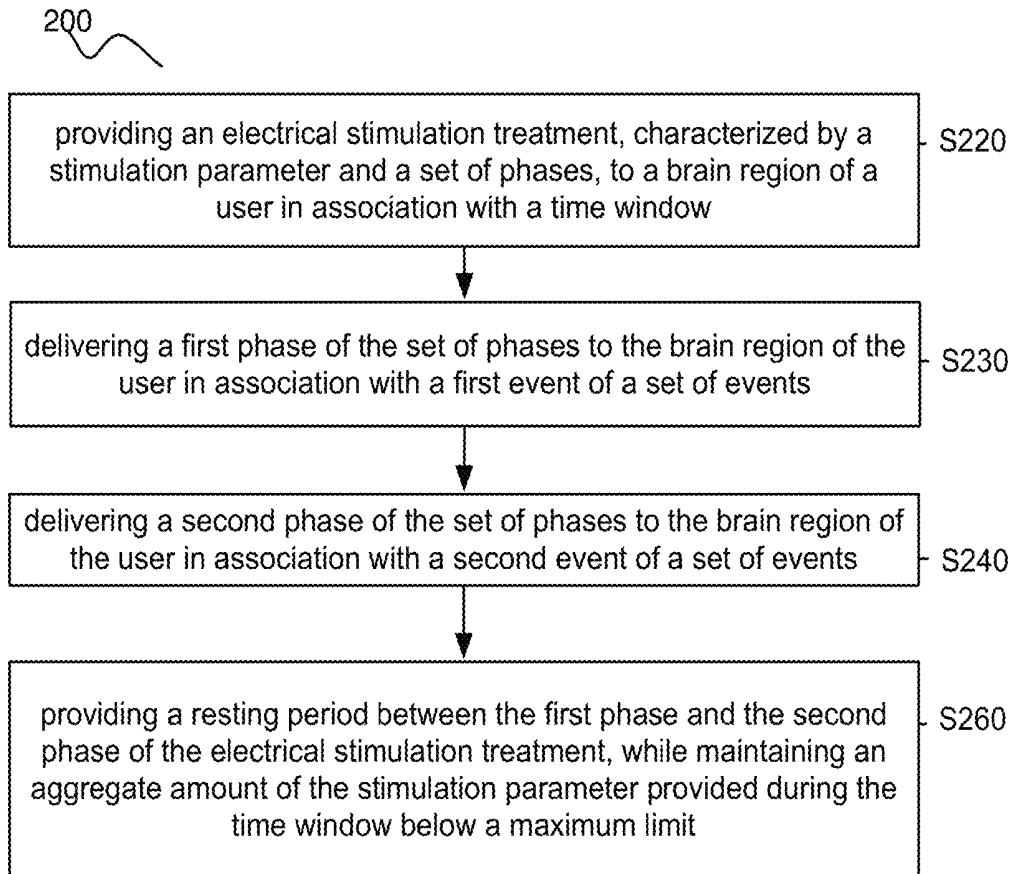 200
providing an electrical stimulation treatment, characterized by a
stimulation parameter and a set of phases, to a brain region of a
user in association with a time window
S220
delivering a first phase of the set of phases to the brain region of the
user in association with a first event of a set of events
S230
delivering a second phase of the set of phases to the brain region of
the user in association with a second event of a set of events
S240
providing a resting period between the first phase and the second
phase of the electrical stimulation treatment, while maintaining an
aggregate amount of the stimulation parameter provided during the
time window below a maximum limit
S260